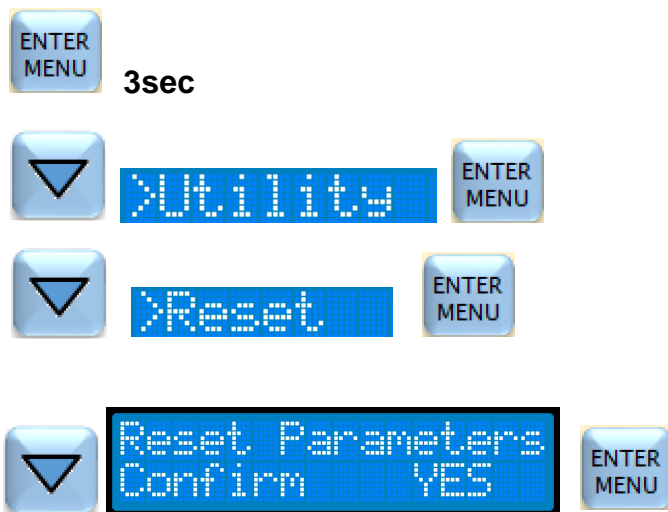 ENTER
MENU
3sec
>Utility
ENTER
MENU
>Reset
ENTER
MENU
Reset Parameters
Confirm YES
ENTER
MENU